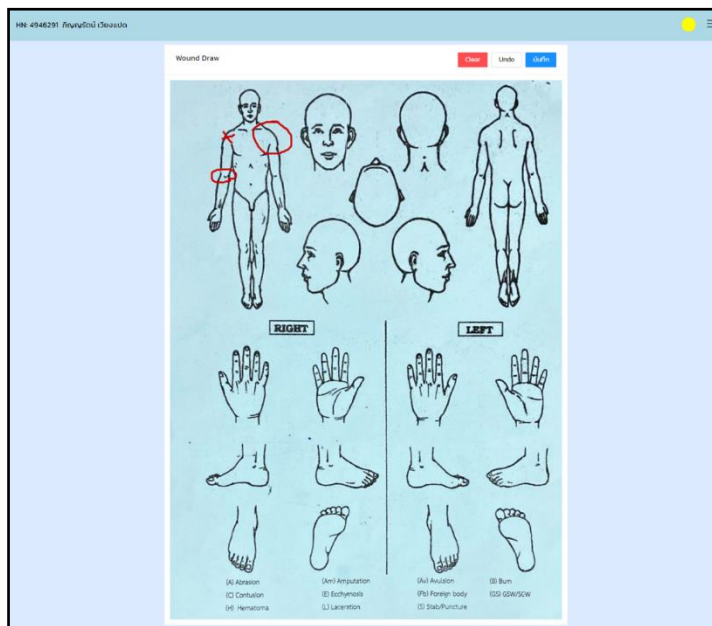 HN: 4946291 ภิญญรัตน์ เวียงแปด
Wound Draw
Clear
Undo
บันทึก
RIGHT
LEFT
(A) Abrasion
(Am) Amputation
(Av) Avulsion
(B) Burn
(C) Contusion
(E) Ecchymosis
(Fb) Foreign body
(GS) GSW/SGW
(H) Hematoma
(L) Laceration
(S) Stab/Puncture